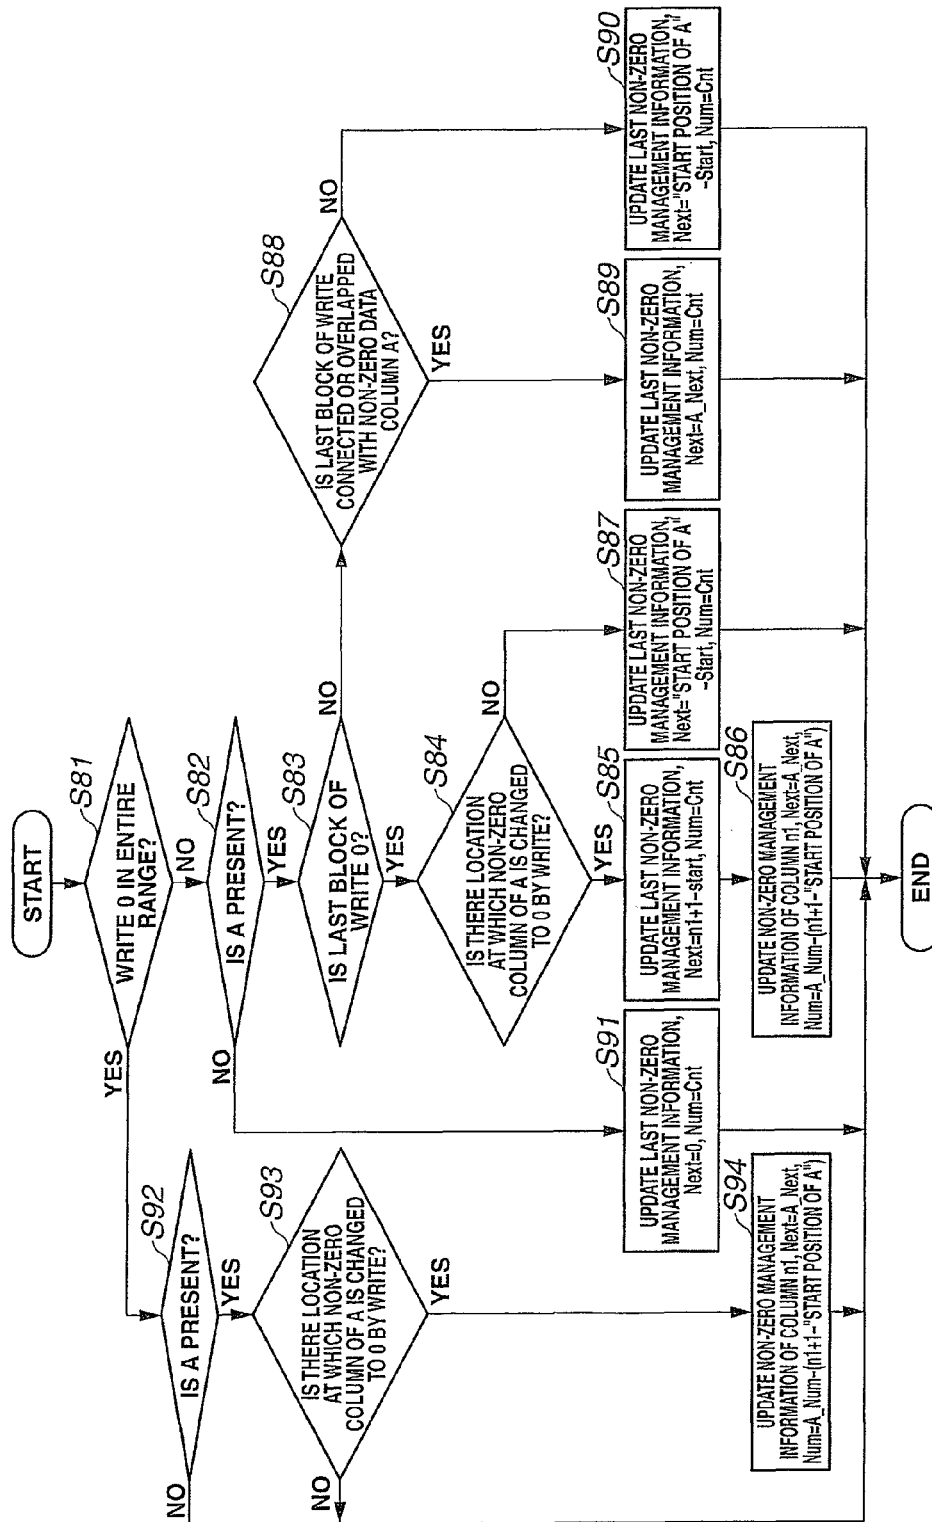 START
S81
WRITE 0 IN ENTIRE
RANGE?
YES
NO
S82
IS A PRESENT?
NO
YES
S83
IS LAST BLOCK OF
WRITE 0?
NO
YES
S84
IS THERE LOCATION
AT WHICH NON-ZERO
COLUMN OF A IS CHANGED
TO 0 BY WRITE?
NO
YES
S85
UPDATE LAST NON-ZERO
MANAGEMENT INFORMATION,
Next=n1+1-start, Num=Cnt
S86
UPDATE NON-ZERO MANAGEMENT
INFORMATION OF COLUMN n1, Next=A_Next,
Num=A_Num-(n1+1-"START POSITION OF A")
S87
UPDATE LAST NON-ZERO
MANAGEMENT INFORMATION,
Next="START POSITION OF A"
-Start, Num=Cnt
S88
IS LAST BLOCK OF WRITE
CONNECTED OR OVERLAPPED
WITH NON-ZERO DATA
COLUMN A?
NO
YES
S89
UPDATE LAST NON-ZERO
MANAGEMENT INFORMATION,
Next=A_Next, Num=Cnt
S90
UPDATE LAST NON-ZERO
MANAGEMENT INFORMATION,
Next="START POSITION OF A"
-Start, Num=Cnt
S91
UPDATE LAST NON-ZERO
MANAGEMENT INFORMATION,
Next=0, Num=Cnt
S92
IS A PRESENT?
NO
YES
S93
IS THERE LOCATION
AT WHICH NON-ZERO
COLUMN OF A IS CHANGED
TO 0 BY WRITE?
NO
YES
S94
UPDATE NON-ZERO MANAGEMENT
INFORMATION OF COLUMN n1, Next=A_Next,
Num=A_Num-(n1+1-"START POSITION OF A")
END